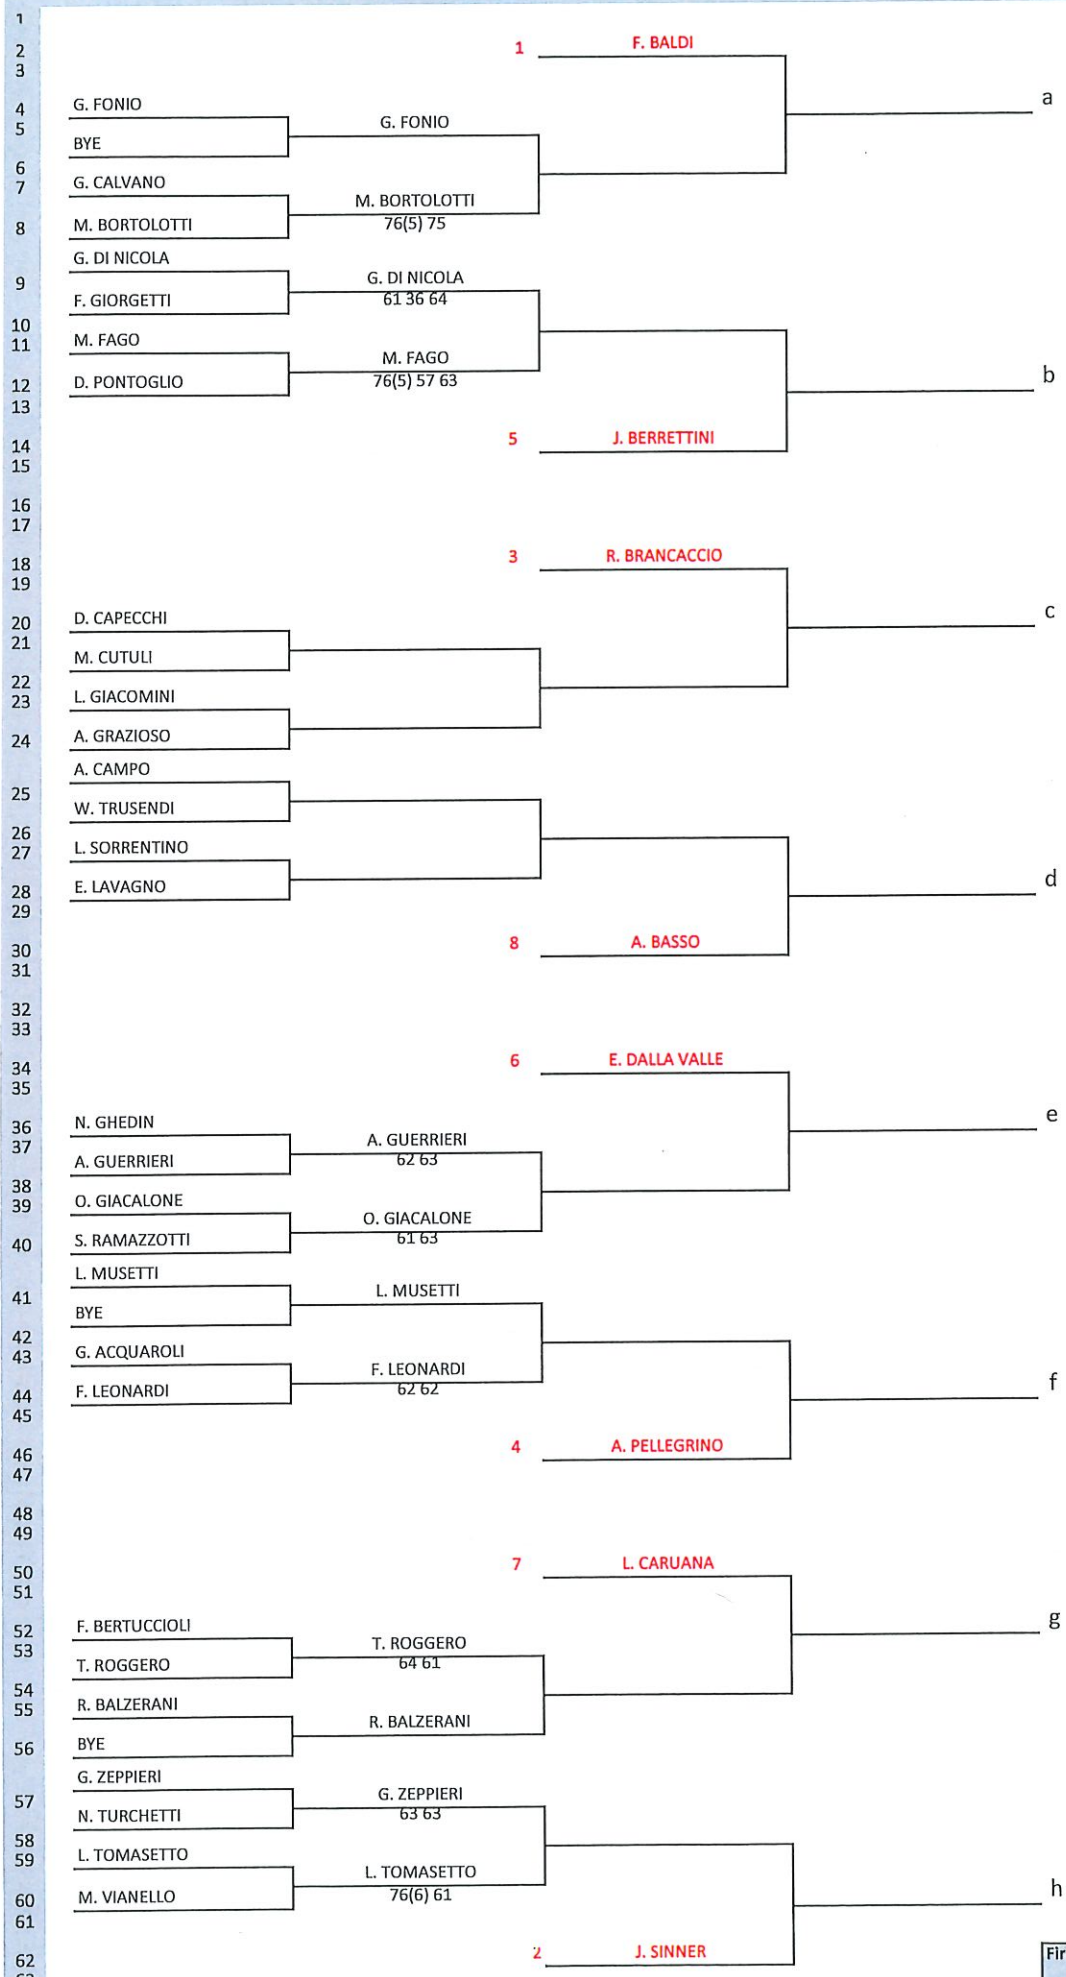 1
2
3
1 F. BALDI
a
4
5
G. FONIO
BYE
G. FONIO
6
7
8
G. CALVANO
M. BORTOLOTTI
M. BORTOLOTTI
76(5) 75
9
G. DI NICOLA
F. GIORGETTI
G. DI NICOLA
61 36 64
10
11
12
13
M. FAGO
D. PONTOGLIO
M. FAGO
76(5) 57 63
b
14
15
5 J. BERRETTINI
16
17
18
19
3 R. BRANCACCIO
c
20
21
D. CAPECCHI
M. CUTULI
22
23
24
L. GIACOMINI
A. GRAZIOSO
25
A. CAMPO
W. TRUSENDI
26
27
28
29
L. SORRENTINO
E. LAVAGNO
d
30
31
8 A. BASSO
32
33
34
35
6 E. DALLA VALLE
e
36
37
N. GHEDIN
A. GUERRIERI
A. GUERRIERI
62 63
38
39
40
O. GIACALONE
S. RAMAZZOTTI
O. GIACALONE
61 63
41
L. MUSETTI
BYE
L. MUSETTI
42
43
44
45
G. ACQUAROLI
F. LEONARDI
F. LEONARDI
62 62
f
46
47
4 A. PELLEGRINO
48
49
50
51
7 L. CARUANA
g
52
53
F. BERTUCCIOLI
T. ROGGERO
T. ROGGERO
64 61
54
55
56
R. BALZERANI
BYE
R. BALZERANI
57
G. ZEPPIERI
N. TURCHETTI
G. ZEPPIERI
63 63
58
59
60
61
L. TOMASETTO
M. VIANELLO
L. TOMASETTO
76(6) 61
h
62
2 J. SINNER
Fir